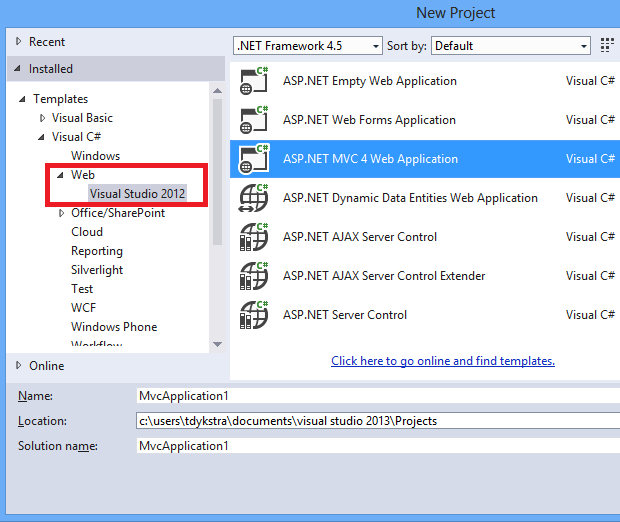 New Project
Recent
.NET Framework 4.5 Sort by: Default
Installed
Templates
Visual Basic
Visual C#
Windows
Web
Visual Studio 2012
Office/SharePoint
Cloud
Reporting
Silverlight
Test
WCF
Windows Phone
Workflow
Online
C# ASP.NET Empty Web Application Visual C#
C# ASP.NET Web Forms Application Visual C#
C# ASP.NET MVC 4 Web Application Visual C#
C# ASP.NET Dynamic Data Entities Web Application Visual C#
C# ASP.NET AJAX Server Control Visual C#
C# ASP.NET AJAX Server Control Extender Visual C#
C# ASP.NET Server Control Visual C#
Click here to go online and find templates.
Name: MvcApplication1
Location: c:\users\tdykstra\documents\visual studio 2013\Projects
Solution name: MvcApplication1